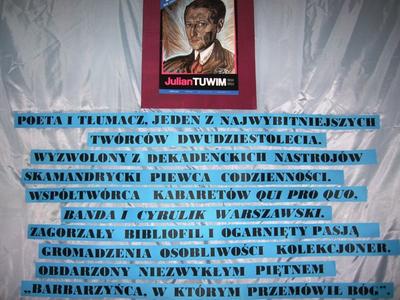 Julian TUWIM
POETA I TŁUMACZ, JEDEN Z NAJWYBITNIEJSZYCH
TWÓRCÓW DWUDZIESTOLECIA.
WYZWOLONY Z DEKADENCKICH NASTROJÓW
SKAMANDRYCKI PIEWCA CODZIENNOŚCI.
WSPÓŁTWÓRCA KABARETÓW QUI PRO QUO,
BANDA I CYRULIK WARSZAWSKI.
ZAGORZAŁY BIBLIOFIL OGARNIĘTY PASJĄ
GROMADZENIA OSOBLIWOŚCI KOLEKCJONER.
OBDARZONY NIEZWYKŁYM PIĘTNEM
„BARBARZYŃCA, W KTÓRYM PRZEMÓWIŁ BÓG".